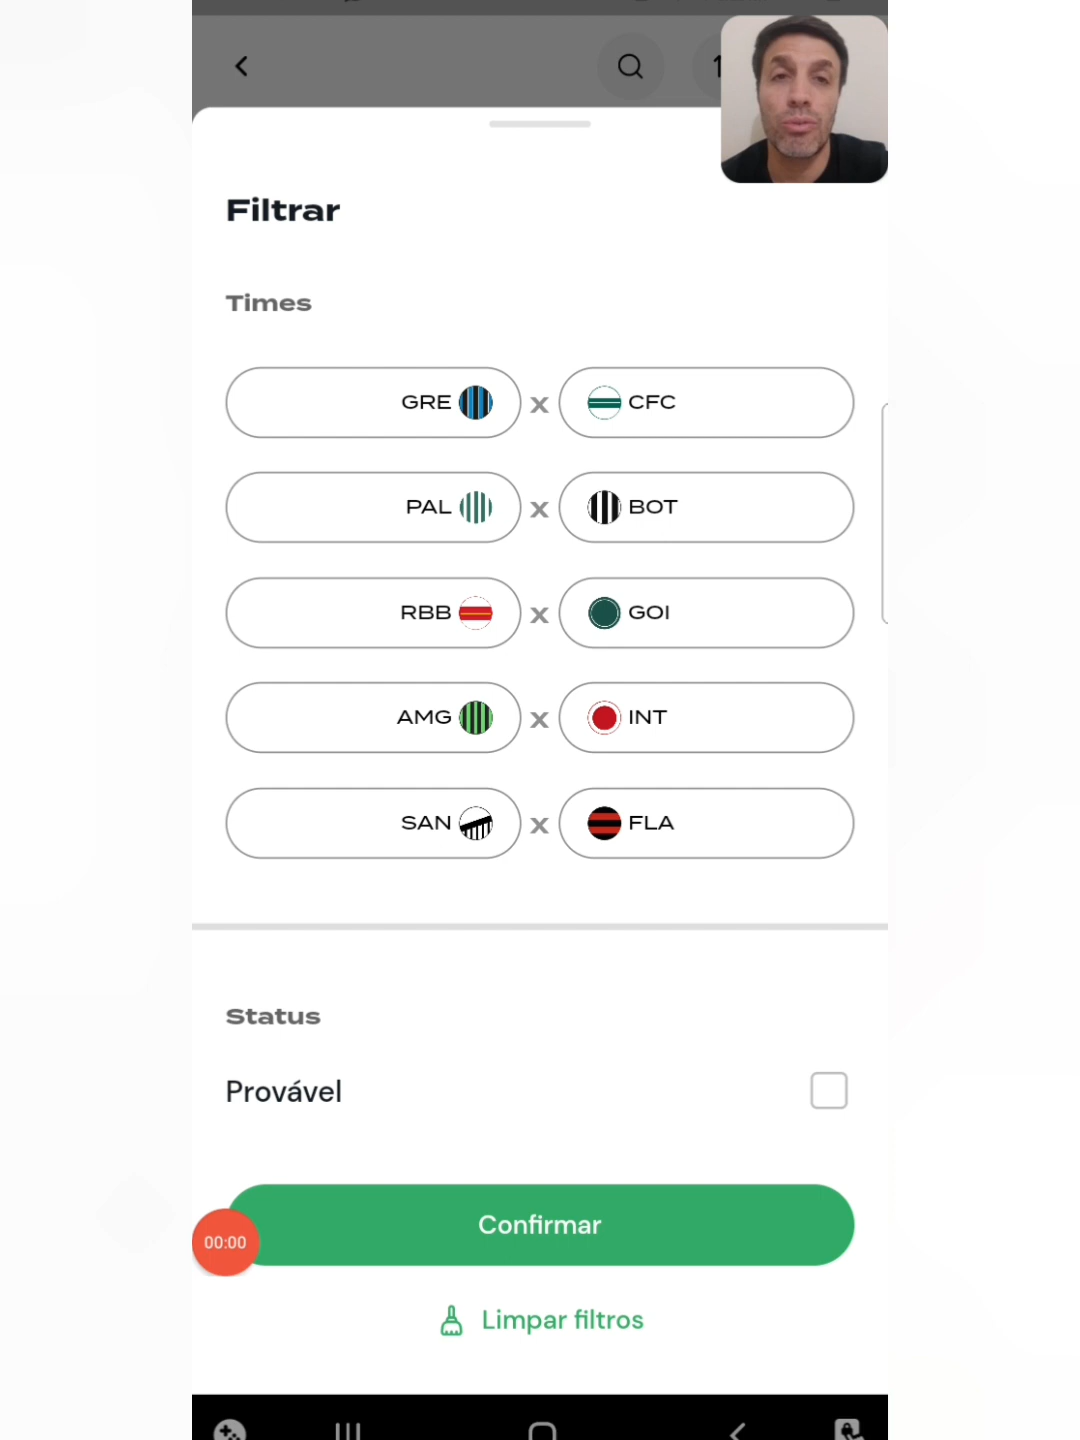 Filtrar
Times
GRE x CFC
PAL x BOT
RBB x GOI
AMG x INT
SAN x FLA
Status
Provável
Confirmar
00:00
Limpar filtros